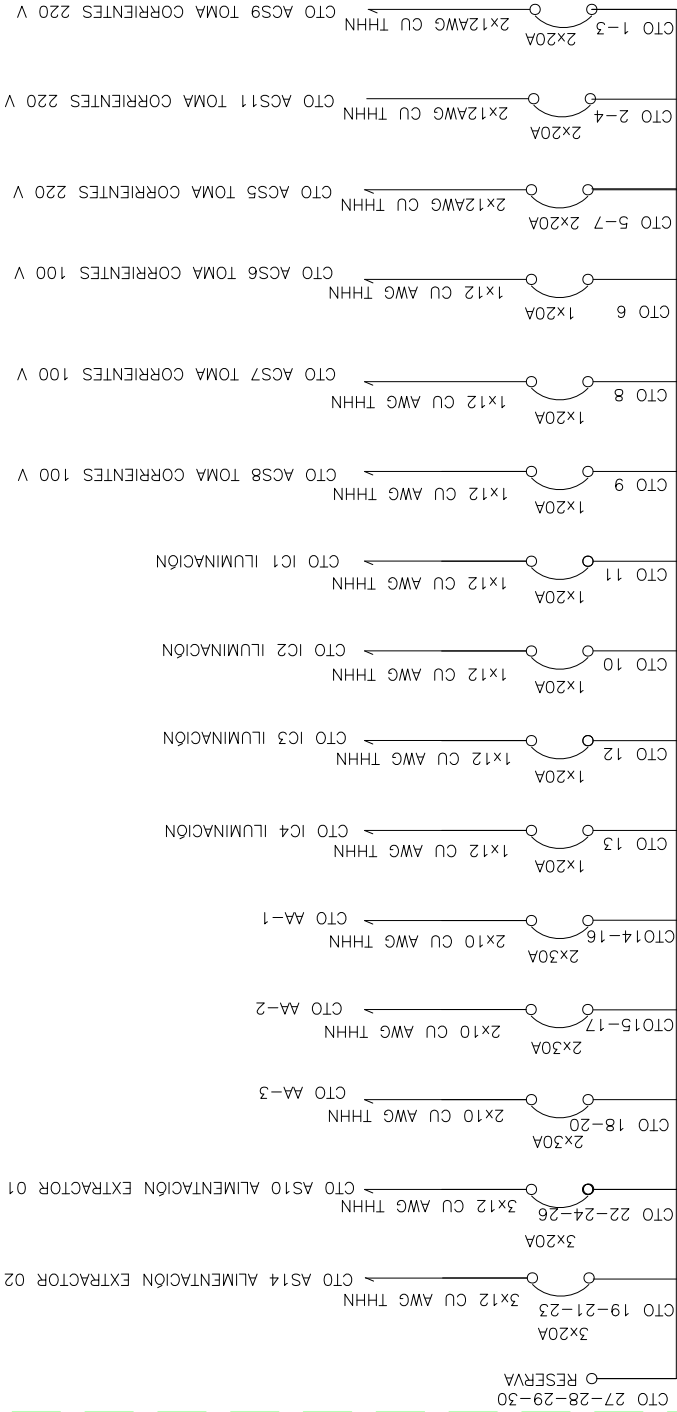 CTO 27-28-29-30
RESERVA
3x20A
CTO 19-21-23
3x12 CU AWG THHN
CTO AS14 ALIMENTACIÓN EXTRACTOR 02
3x20A
CTO 22-24-26
3x12 CU AWG THHN
CTO AS10 ALIMENTACIÓN EXTRACTOR 01
2x30A
CTO 18-20
2x10 CU AWG THHN
CTO AA-3
2x30A
CTO15-17
2x10 CU AWG THHN
CTO AA-2
2x30A
CTO14-16
2x10 CU AWG THHN
CTO AA-1
1x20A
CTO 13
1x12 CU AWG THHN
CTO IC4 ILUMINACIÓN
1x20A
CTO 12
1x12 CU AWG THHN
CTO IC3 ILUMINACIÓN
1x20A
CTO 10
1x12 CU AWG THHN
CTO IC2 ILUMINACIÓN
1x20A
CTO 11
1x12 CU AWG THHN
CTO IC1 ILUMINACIÓN
1x20A
CTO 9
1x12 CU AWG THHN
CTO ACS8 TOMA CORRIENTES 100 V
1x20A
CTO 8
1x12 CU AWG THHN
CTO ACS7 TOMA CORRIENTES 100 V
1x20A
CTO 6
1x12 CU AWG THHN
CTO ACS6 TOMA CORRIENTES 100 V
2x20A
CTO 5-7
2x12AWG CU THHN
CTO ACS5 TOMA CORRIENTES 220 V
2x20A
CTO 2-4
2x12AWG CU THHN
CTO ACS11 TOMA CORRIENTES 220 V
2x20A
CTO 1-3
2x12AWG CU THHN
CTO ACS9 TOMA CORRIENTES 220 V